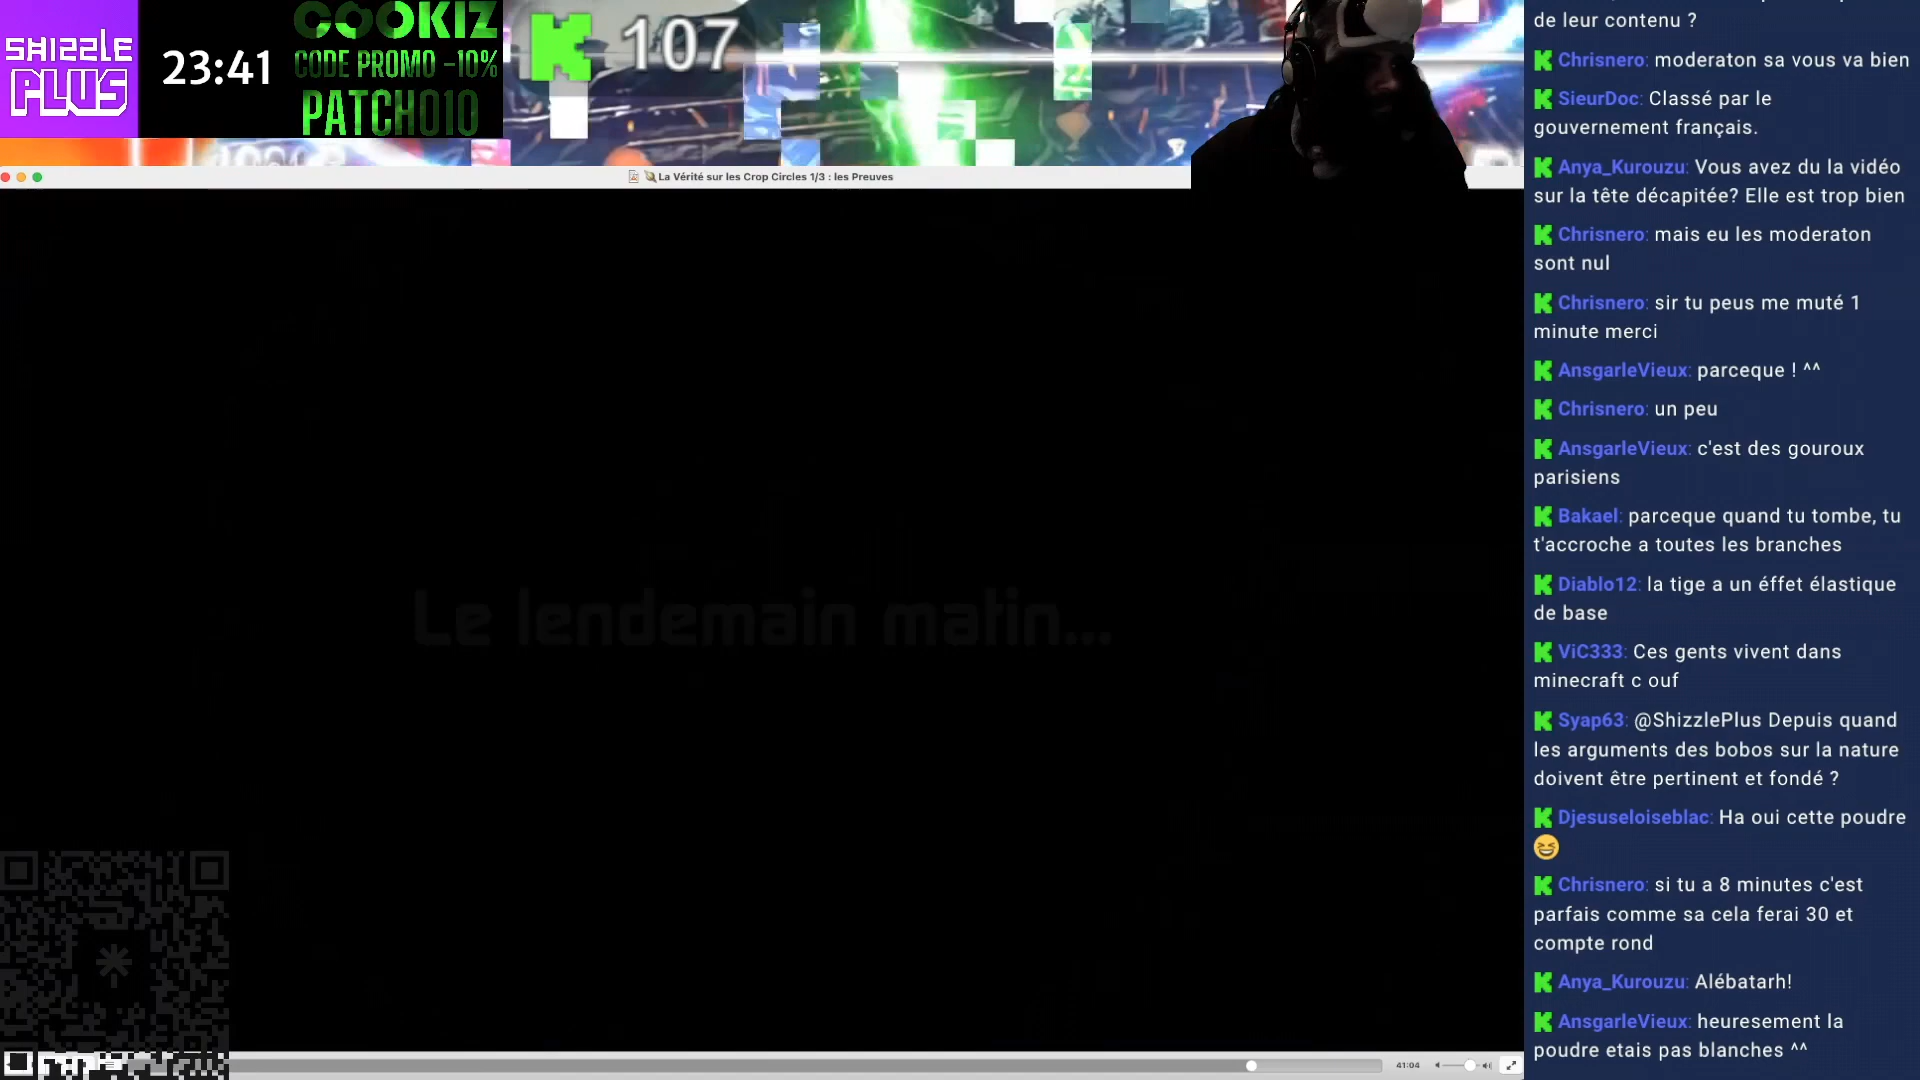 SHIZZLE
PLUS
23:41
COOKIZ
CODE PROMO -10%
PATCHO10
107
La Vérité sur les Crop Circles 1/3 : les Preuves
Le lendemain matin...
41:04
de leur contenu ?
Chrisnero: moderaton sa vous va bien
SieurDoc: Classé par le
gouvernement français.
Anya_Kurouzu: Vous avez du la vidéo
sur la tête décapitée? Elle est trop bien
Chrisnero: mais eu les moderaton
sont nul
Chrisnero: sir tu peus me muté 1
minute merci
AnsgarleVieux: parceque ! ^^
Chrisnero: un peu
AnsgarleVieux: c'est des gouroux
parisiens
Bakael: parceque quand tu tombe, tu
t'accroche a toutes les branches
Diablo12: la tige a un éffet élastique
de base
ViC333: Ces gents vivent dans
minecraft c ouf
Syap63: @ShizzlePlus Depuis quand
les arguments des bobos sur la nature
doivent être pertinent et fondé ?
Djesuseloiseblac: Ha oui cette poudre
Chrisnero: si tu a 8 minutes c'est
parfais comme sa cela ferai 30 et
compte rond
Anya_Kurouzu: Alébatarh!
AnsgarleVieux: heuresement la
poudre etais pas blanches ^^